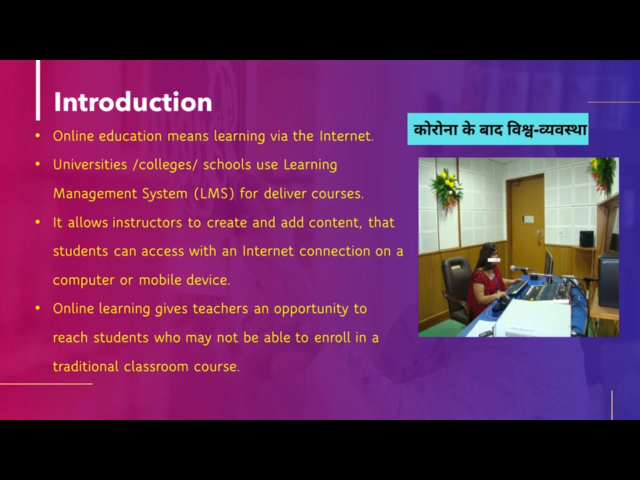 Introduction
• Online education means learning via the Internet.
• Universities /colleges/ schools use Learning
Management System (LMS) for deliver courses.
• It allows instructors to create and add content, that
students can access with an Internet connection on a
computer or mobile device.
• Online learning gives teachers an opportunity to
reach students who may not be able to enroll in a
traditional classroom course.
कोरोना के बाद विश्व-व्यवस्था